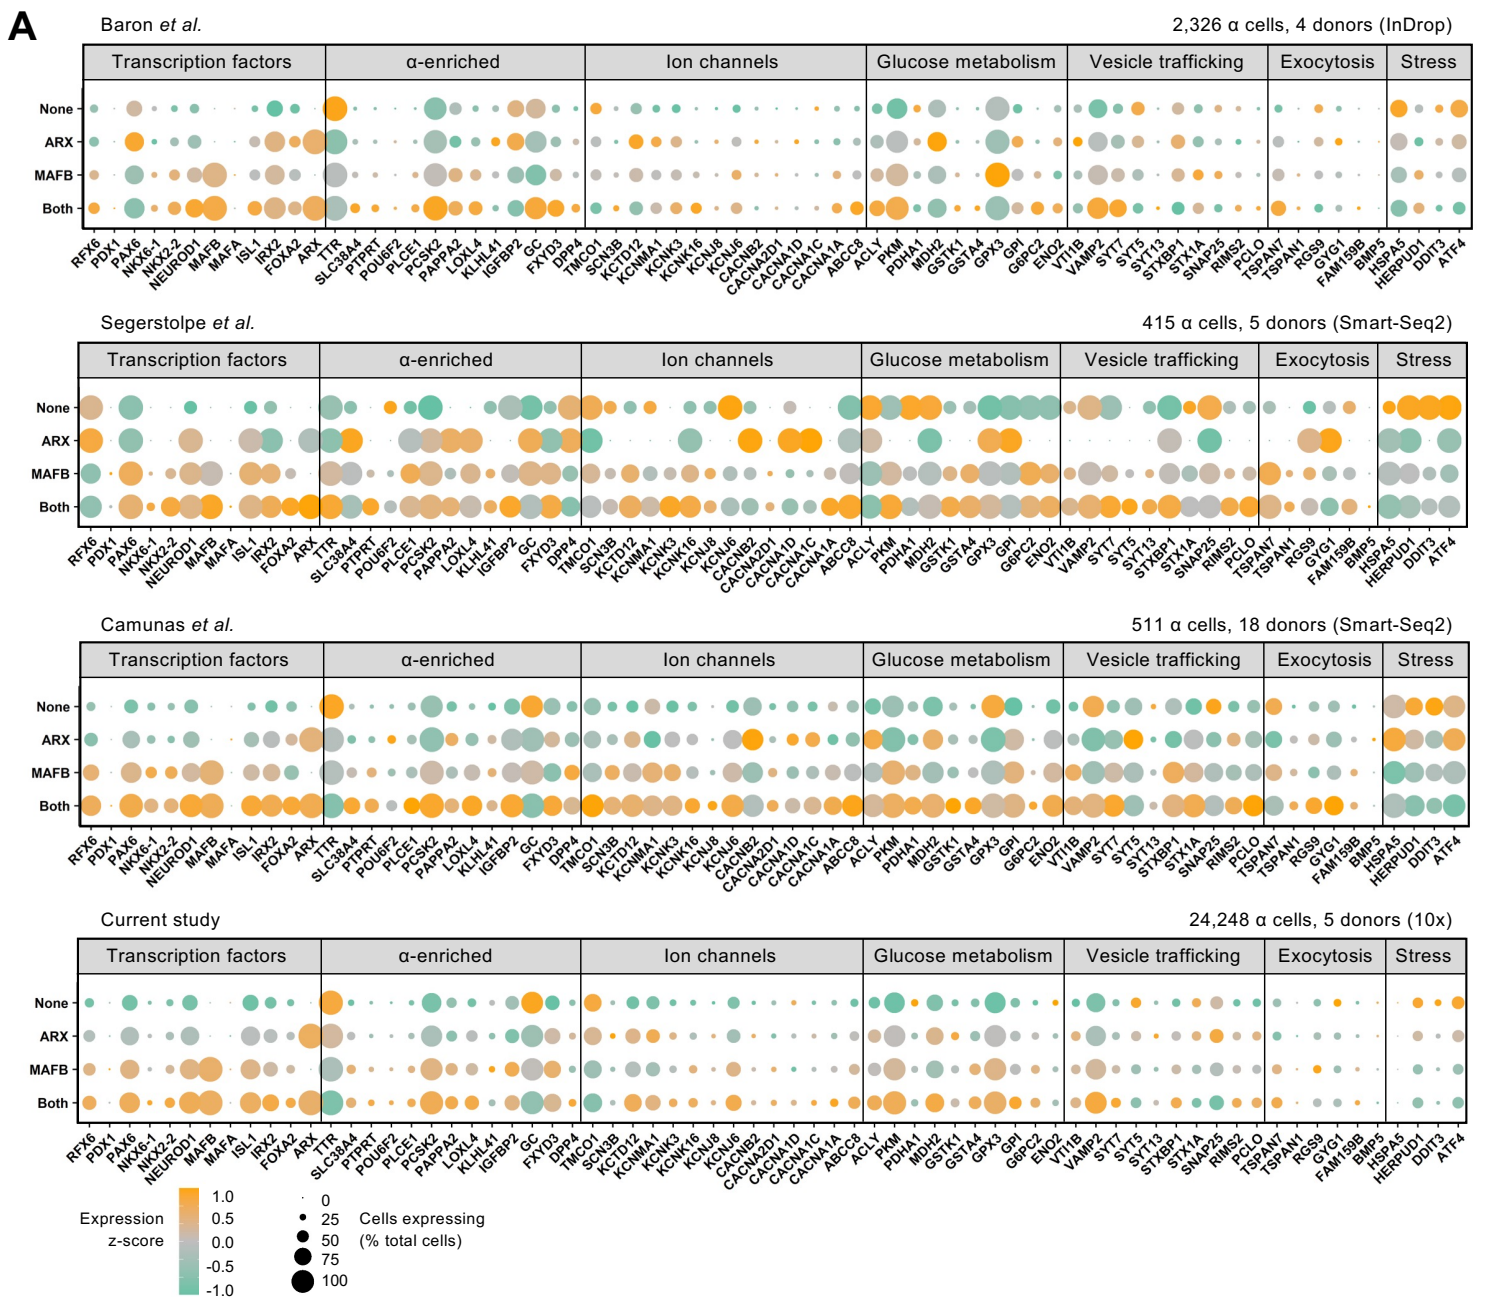 A
Baron et al. 2,326 α cells, 4 donors (InDrop)
Transcription factors α-enriched Ion channels Glucose metabolism Vesicle trafficking Exocytosis Stress
None
ARX
MAFB
Both
RFX6 PDX1 PAX6 NKX6-1 NKX2-2 NEUROD1 MAFB MAFA ISL1 IRX2 FOXA2 ARX TTR SLC38A4 PTPRT POU6F2 PLCE1 PCSK2 PAPPA2 LOXL4 KLHL41 IGFBP2 GC FXYD3 DPP4 TMCO1 SCN3B KCTD12 KCNMA1 KCNK3 KCNK16 KCNJ8 KCNJ6 CACNB2 CACNA2D1 CACNA1D CACNA1C CACNA1A ABCC8 ACLY PKM PDHA1 MDH2 GSTK1 GSTA4 GPX3 GPI G6PC2 ENO2 VTI1B VAMP2 SYT7 SYT5 SYT13 STXBP1 STX1A SNAP25 RIMS2 PCLO TSPAN7 TSPAN1 RGS9 GYG1 FAM159B BMP5 HSPA5 HERPUD1 DDIT3 ATF4
Segerstolpe et al. 415 α cells, 5 donors (Smart-Seq2)
Transcription factors α-enriched Ion channels Glucose metabolism Vesicle trafficking Exocytosis Stress
None
ARX
MAFB
Both
RFX6 PDX1 PAX6 NKX6-1 NKX2-2 NEUROD1 MAFB MAFA ISL1 IRX2 FOXA2 ARX TTR SLC38A4 PTPRT POU6F2 PLCE1 PCSK2 PAPPA2 LOXL4 KLHL41 IGFBP2 GC FXYD3 DPP4 TMCO1 SCN3B KCTD12 KCNMA1 KCNK3 KCNK16 KCNJ8 KCNJ6 CACNB2 CACNA2D1 CACNA1D CACNA1C CACNA1A ABCC8 ACLY PKM PDHA1 MDH2 GSTK1 GSTA4 GPX3 GPI G6PC2 ENO2 VTI1B VAMP2 SYT7 SYT5 SYT13 STXBP1 STX1A SNAP25 RIMS2 PCLO TSPAN7 TSPAN1 RGS9 GYG1 FAM159B BMP5 HSPA5 HERPUD1 DDIT3 ATF4
Camunas et al. 511 α cells, 18 donors (Smart-Seq2)
Transcription factors α-enriched Ion channels Glucose metabolism Vesicle trafficking Exocytosis Stress
None
ARX
MAFB
Both
RFX6 PDX1 PAX6 NKX6-1 NKX2-2 NEUROD1 MAFB MAFA ISL1 IRX2 FOXA2 ARX TTR SLC38A4 PTPRT POU6F2 PLCE1 PCSK2 PAPPA2 LOXL4 KLHL41 IGFBP2 GC FXYD3 DPP4 TMCO1 SCN3B KCTD12 KCNMA1 KCNK3 KCNK16 KCNJ8 KCNJ6 CACNB2 CACNA2D1 CACNA1D CACNA1C CACNA1A ABCC8 ACLY PKM PDHA1 MDH2 GSTK1 GSTA4 GPX3 GPI G6PC2 ENO2 VTI1B VAMP2 SYT7 SYT5 SYT13 STXBP1 STX1A SNAP25 RIMS2 PCLO TSPAN7 TSPAN1 RGS9 GYG1 FAM159B BMP5 HSPA5 HERPUD1 DDIT3 ATF4
Current study 24,248 α cells, 5 donors (10x)
Transcription factors α-enriched Ion channels Glucose metabolism Vesicle trafficking Exocytosis Stress
None
ARX
MAFB
Both
RFX6 PDX1 PAX6 NKX6-1 NKX2-2 NEUROD1 MAFB MAFA ISL1 IRX2 FOXA2 ARX TTR SLC38A4 PTPRT POU6F2 PLCE1 PCSK2 PAPPA2 LOXL4 KLHL41 IGFBP2 GC FXYD3 DPP4 TMCO1 SCN3B KCTD12 KCNMA1 KCNK3 KCNK16 KCNJ8 KCNJ6 CACNB2 CACNA2D1 CACNA1D CACNA1C CACNA1A ABCC8 ACLY PKM PDHA1 MDH2 GSTK1 GSTA4 GPX3 GPI G6PC2 ENO2 VTI1B VAMP2 SYT7 SYT5 SYT13 STXBP1 STX1A SNAP25 RIMS2 PCLO TSPAN7 TSPAN1 RGS9 GYG1 FAM159B BMP5 HSPA5 HERPUD1 DDIT3 ATF4
Expression
z-score
1.0
0.5
0.0
-0.5
-1.0
0
25
50
75
100
Cells expressing
(% total cells)